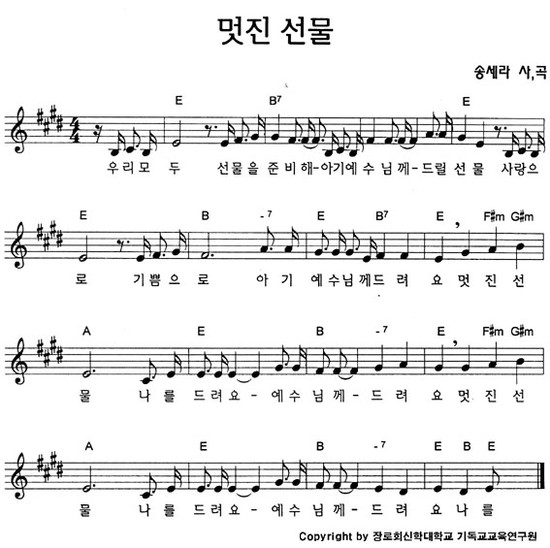 멋진 선물
송세라 사,곡
E B7 E
우리모 두 선물을 준비해-아기예수님께-드릴 선물 사랑으
E B -7 E B7 E F#m G#m
로 기쁨으로 아 기 예수님께드 려 요 멋 진 선
A E B -7 E F#m G#m
물 나 를 드 려 요 - 예 수 님 께 - 드 려 요 멋 진 선
A E B -7 E B E
물 나 를 드 려 요 - 예 수 님 께 - 드 려 요 나 를
Copyright by 장로회신학대학교 기독교교육연구원